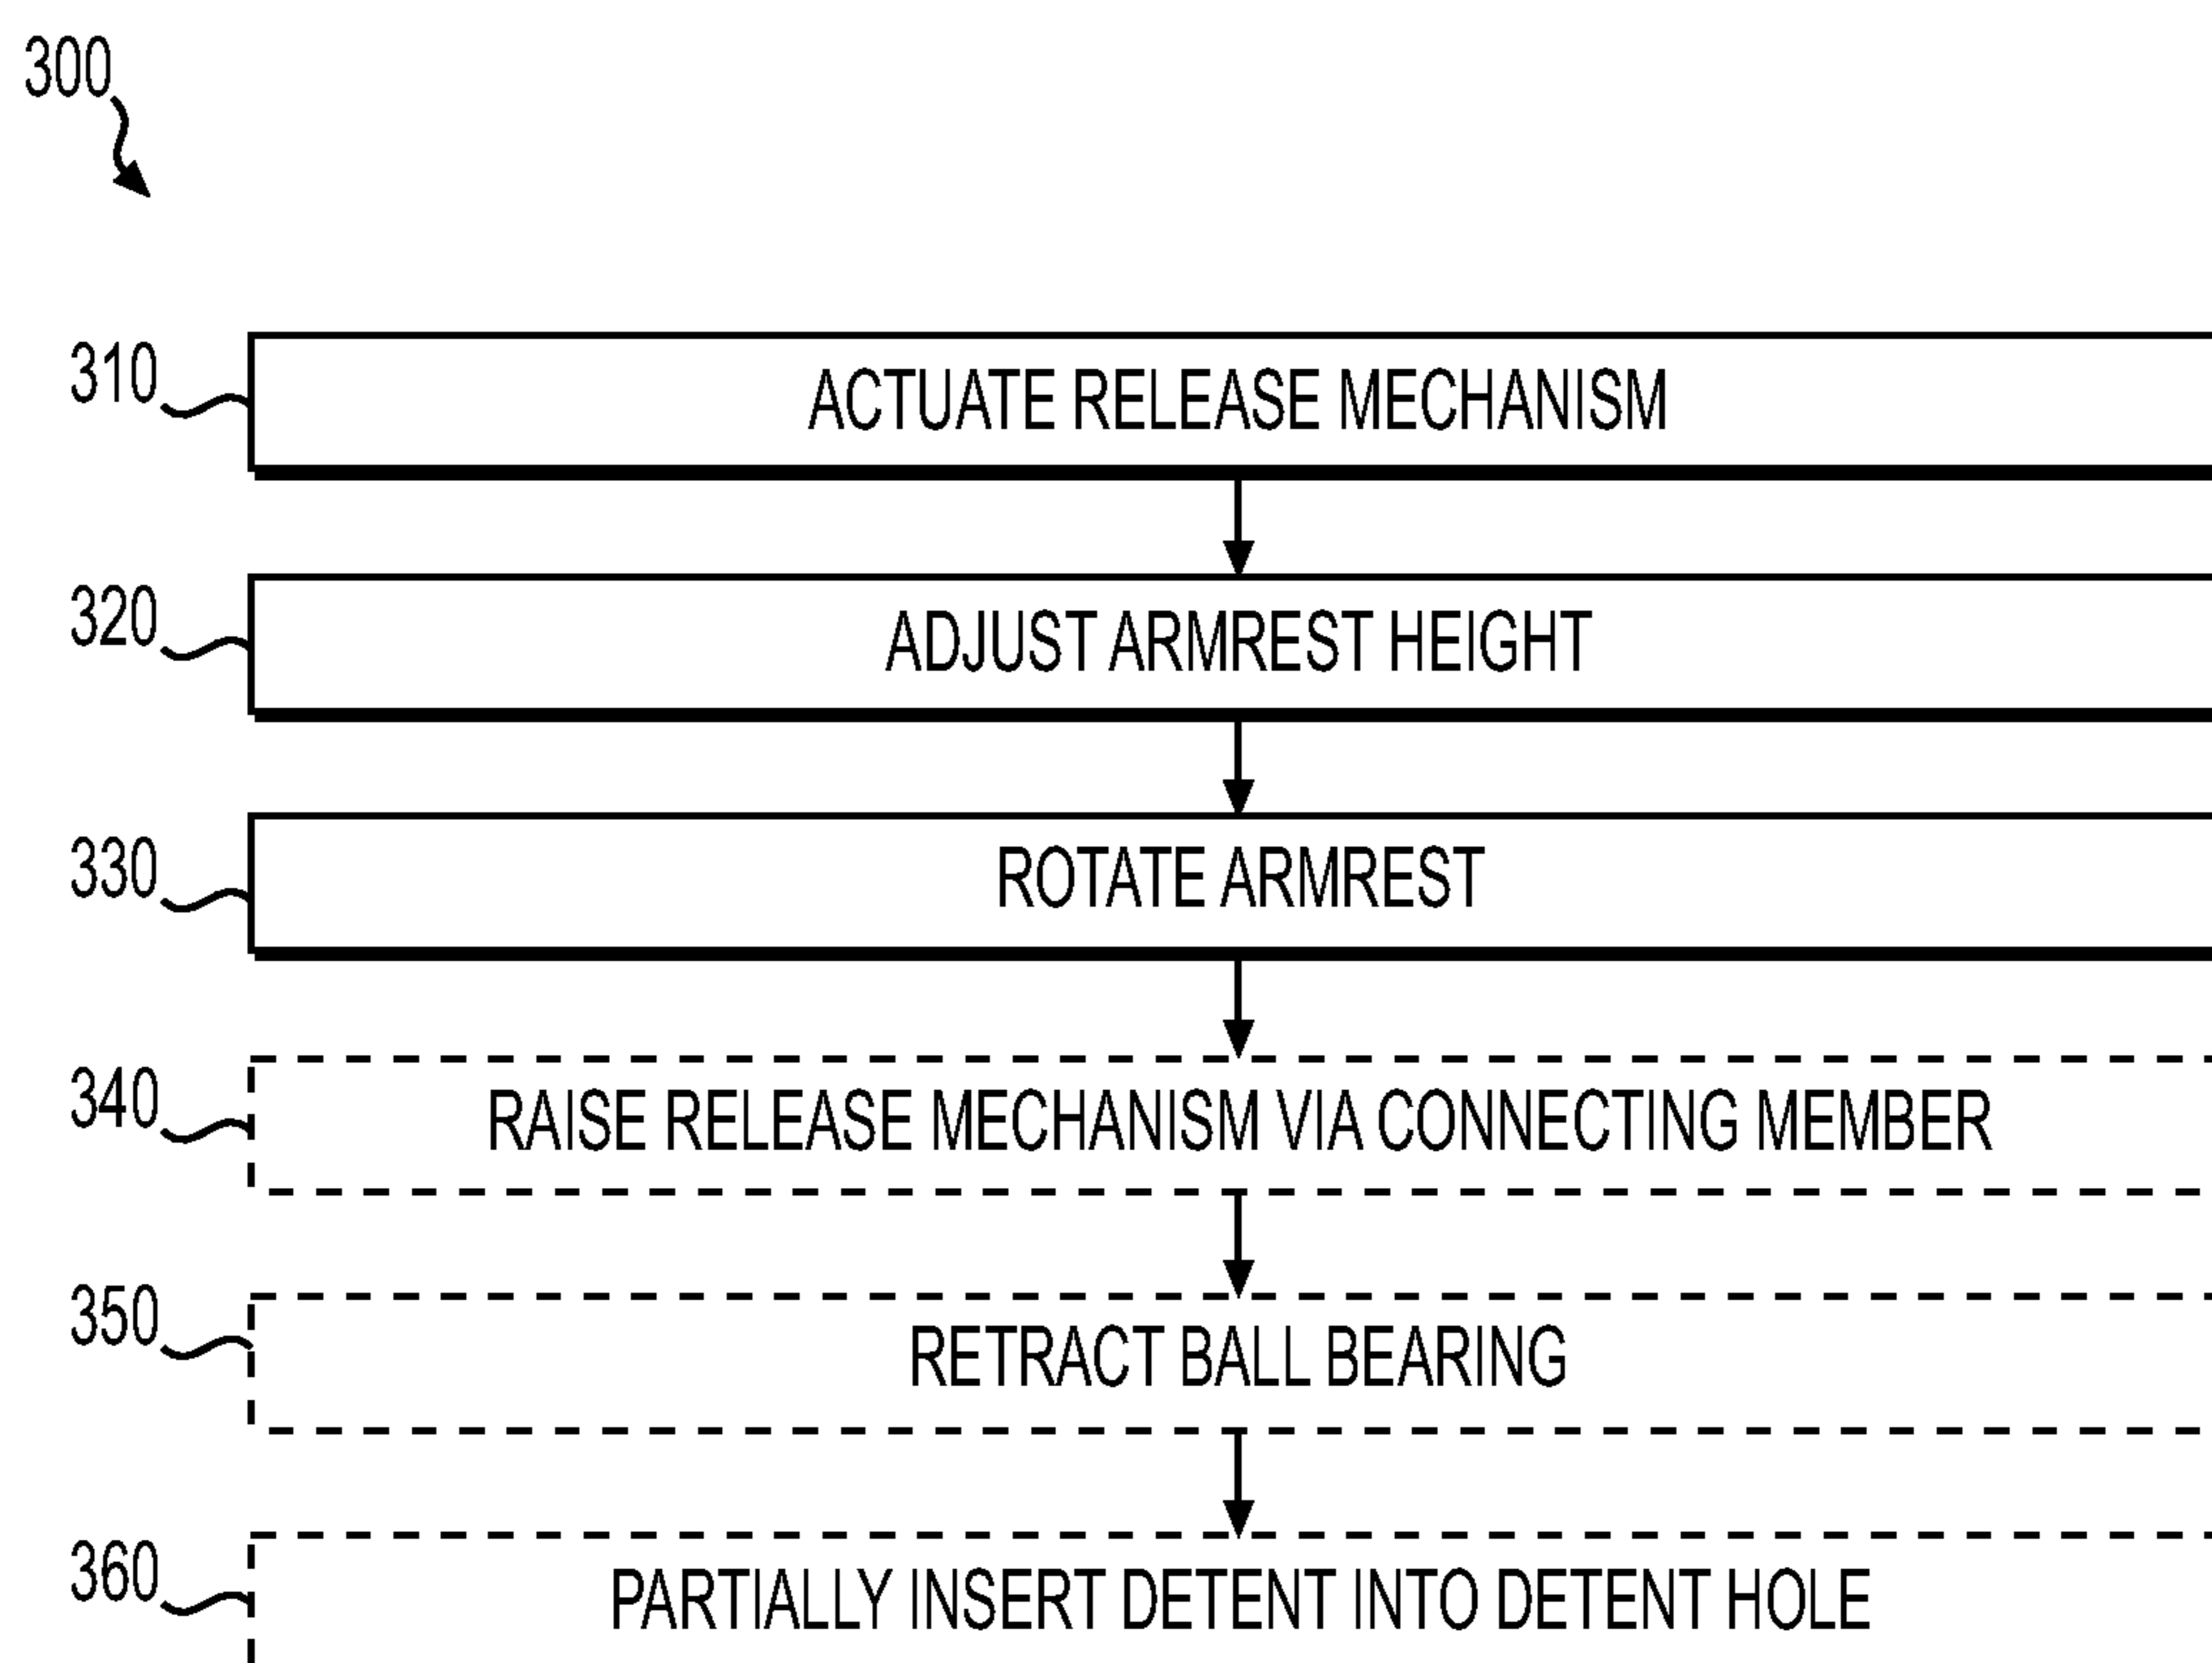 300
310 ACTUATE RELEASE MECHANISM
320 ADJUST ARMREST HEIGHT
330 ROTATE ARMREST
340 RAISE RELEASE MECHANISM VIA CONNECTING MEMBER
350 RETRACT BALL BEARING
360 PARTIALLY INSERT DETENT INTO DETENT HOLE